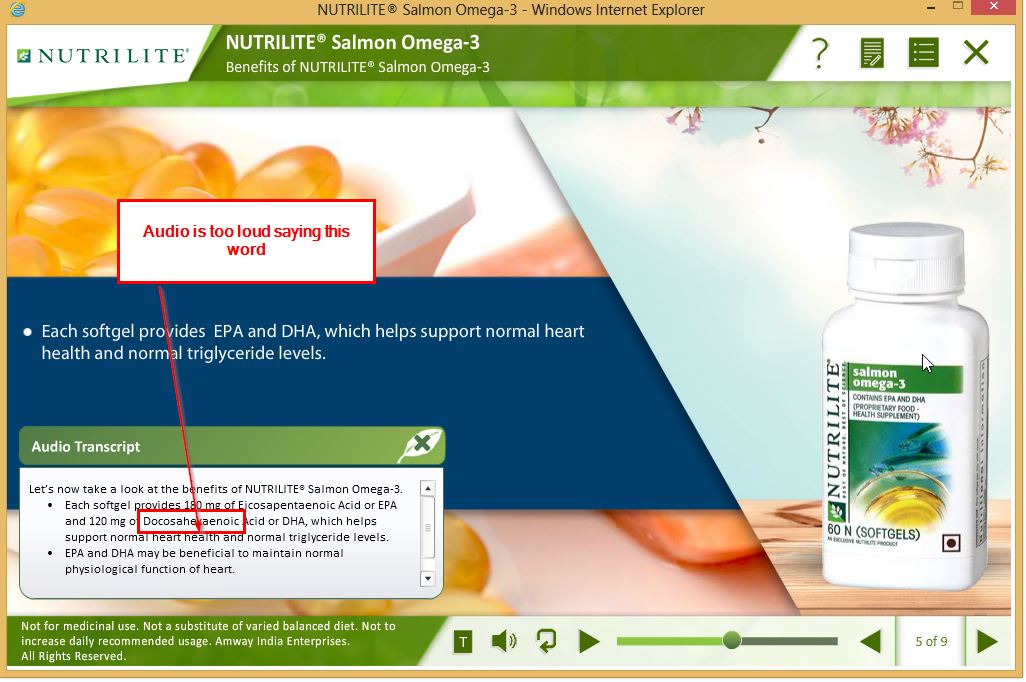 NUTRILITE® Salmon Omega-3 - Windows Internet Explorer
NUTRILITE®
NUTRILITE® Salmon Omega-3
Benefits of NUTRILITE® Salmon Omega-3
?
Audio is too loud saying this
word
• Each softgel provides EPA and DHA, which helps support normal heart
health and normal triglyceride levels.
Audio Transcript
Let's now take a look at the benefits of NUTRILITE® Salmon Omega-3.
• Each softgel provides 180 mg of Eicosapentaenoic Acid or EPA
and 120 mg of Docosahexaenoic Acid or DHA, which helps
support normal heart health and normal triglyceride levels.
• EPA and DHA may be beneficial to maintain normal
physiological function of heart.
NUTRILITE
BEST OF NATURE. BEST OF SCIENCE.
salmon
omega-3
CONTAINS EPA AND DHA
(PROPRIETARY FOOD -
HEALTH SUPPLEMENT)
60 N (SOFTGELS)
AN EXCLUSIVE NUTRILITE PRODUCT
Not for medicinal use. Not a substitute of varied balanced diet. Not to
increase daily recommended usage. Amway India Enterprises.
All Rights Reserved.
T
5 of 9